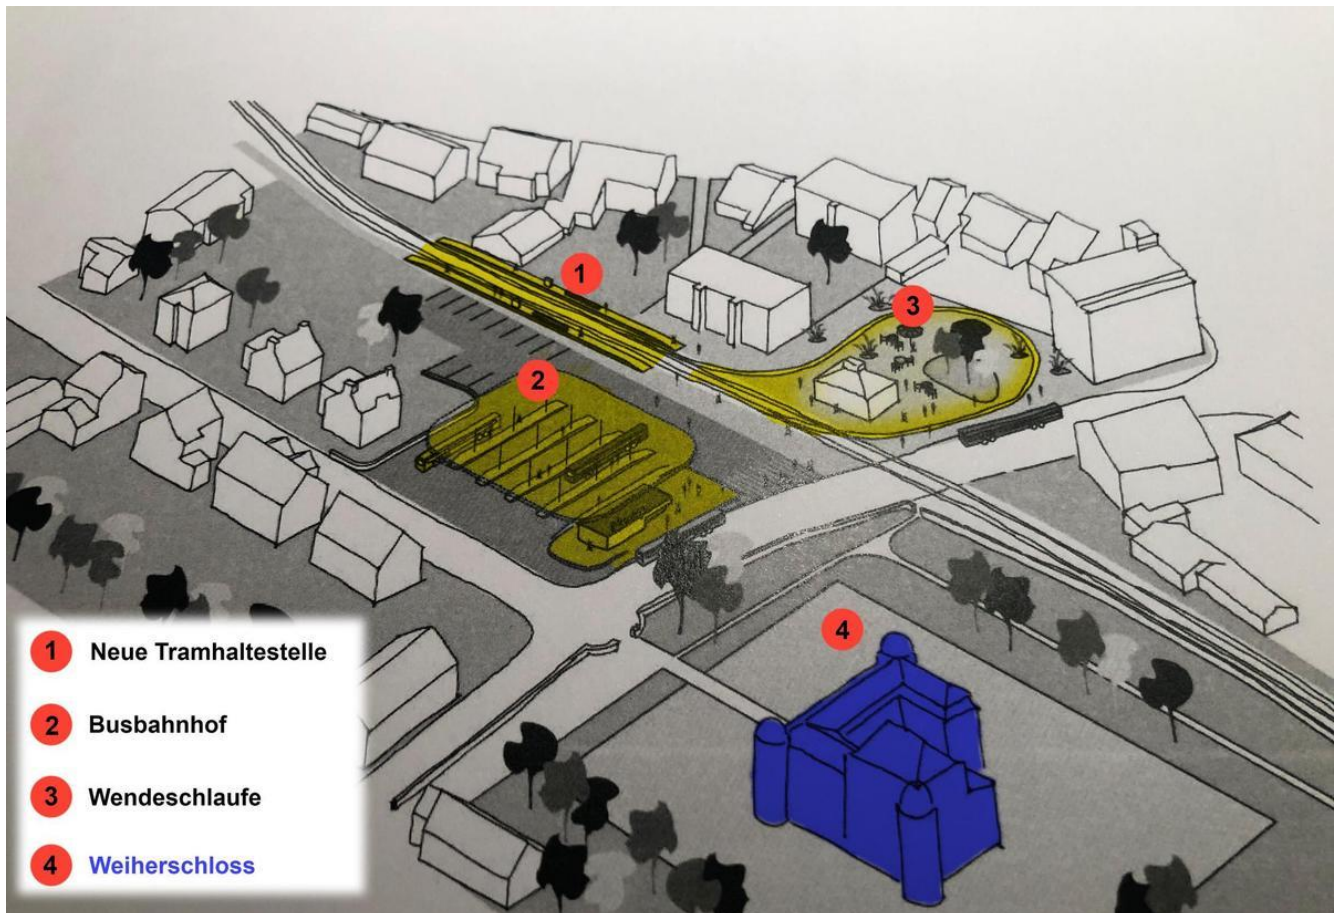 1
3
2
4
1 Neue Tramhaltestelle
2 Busbahnhof
3 Wendeschlaufe
4 Weiherschloss